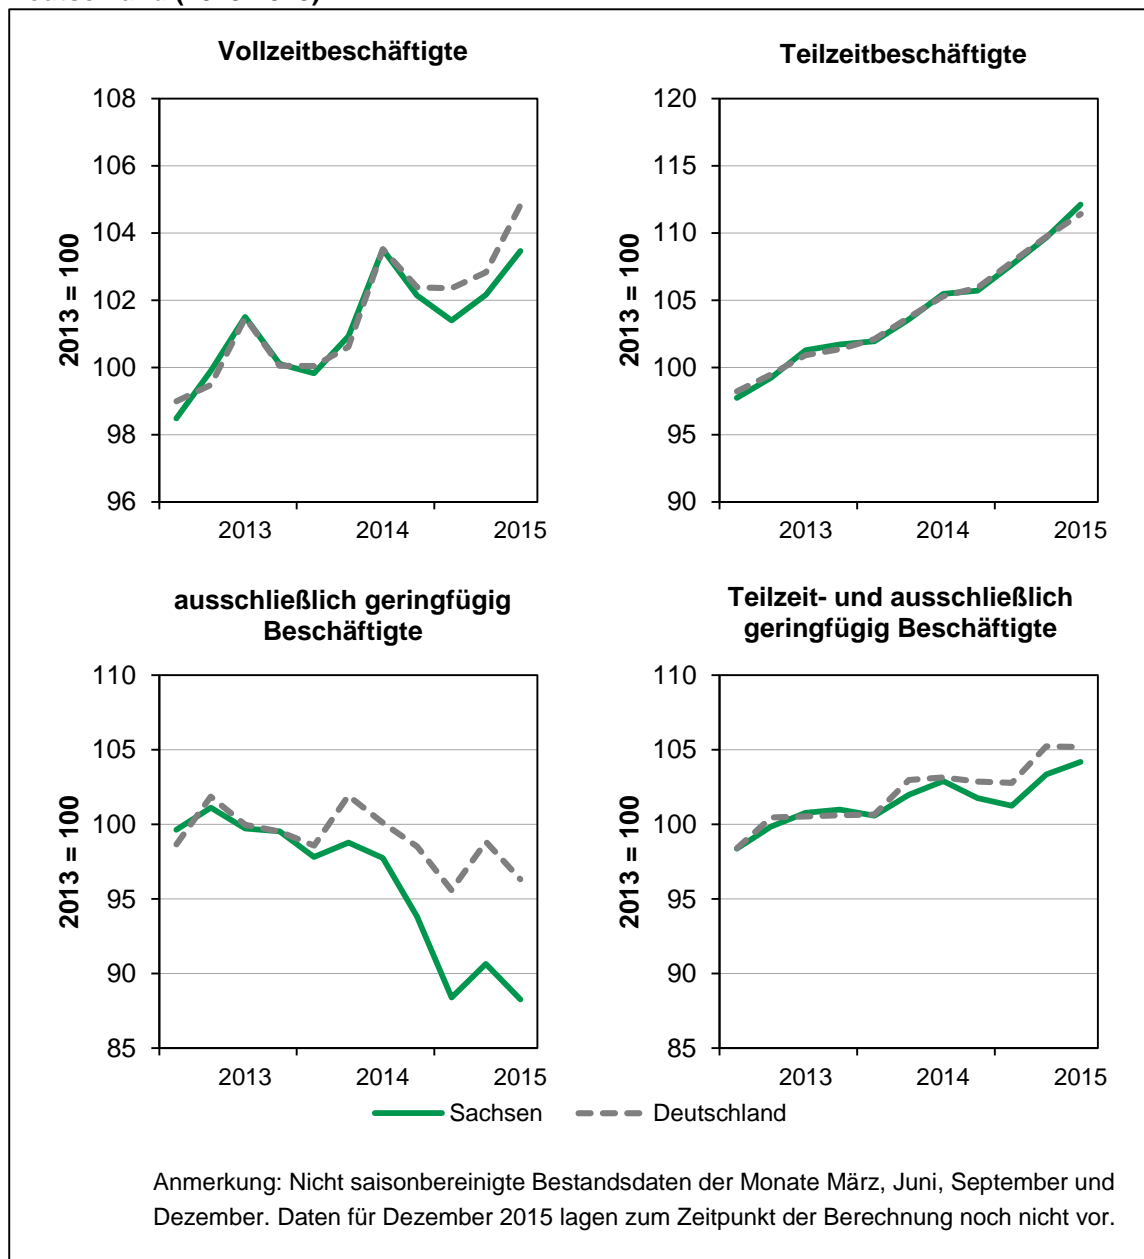 Vollzeitbeschäftigte
2013 = 100
108
106
104
102
100
98
96
2013 2014 2015
Teilzeitbeschäftigte
120
115
110
105
100
95
90
2013 2014 2015
ausschließlich geringfügig
Beschäftigte
2013 = 100
110
105
100
95
90
85
2013 2014 2015
Teilzeit- und ausschließlich
geringfügig Beschäftigte
110
105
100
95
90
85
2013 2014 2015
Sachsen Deutschland
Anmerkung: Nicht saisonbereinigte Bestandsdaten der Monate März, Juni, September und
Dezember. Daten für Dezember 2015 lagen zum Zeitpunkt der Berechnung noch nicht vor.